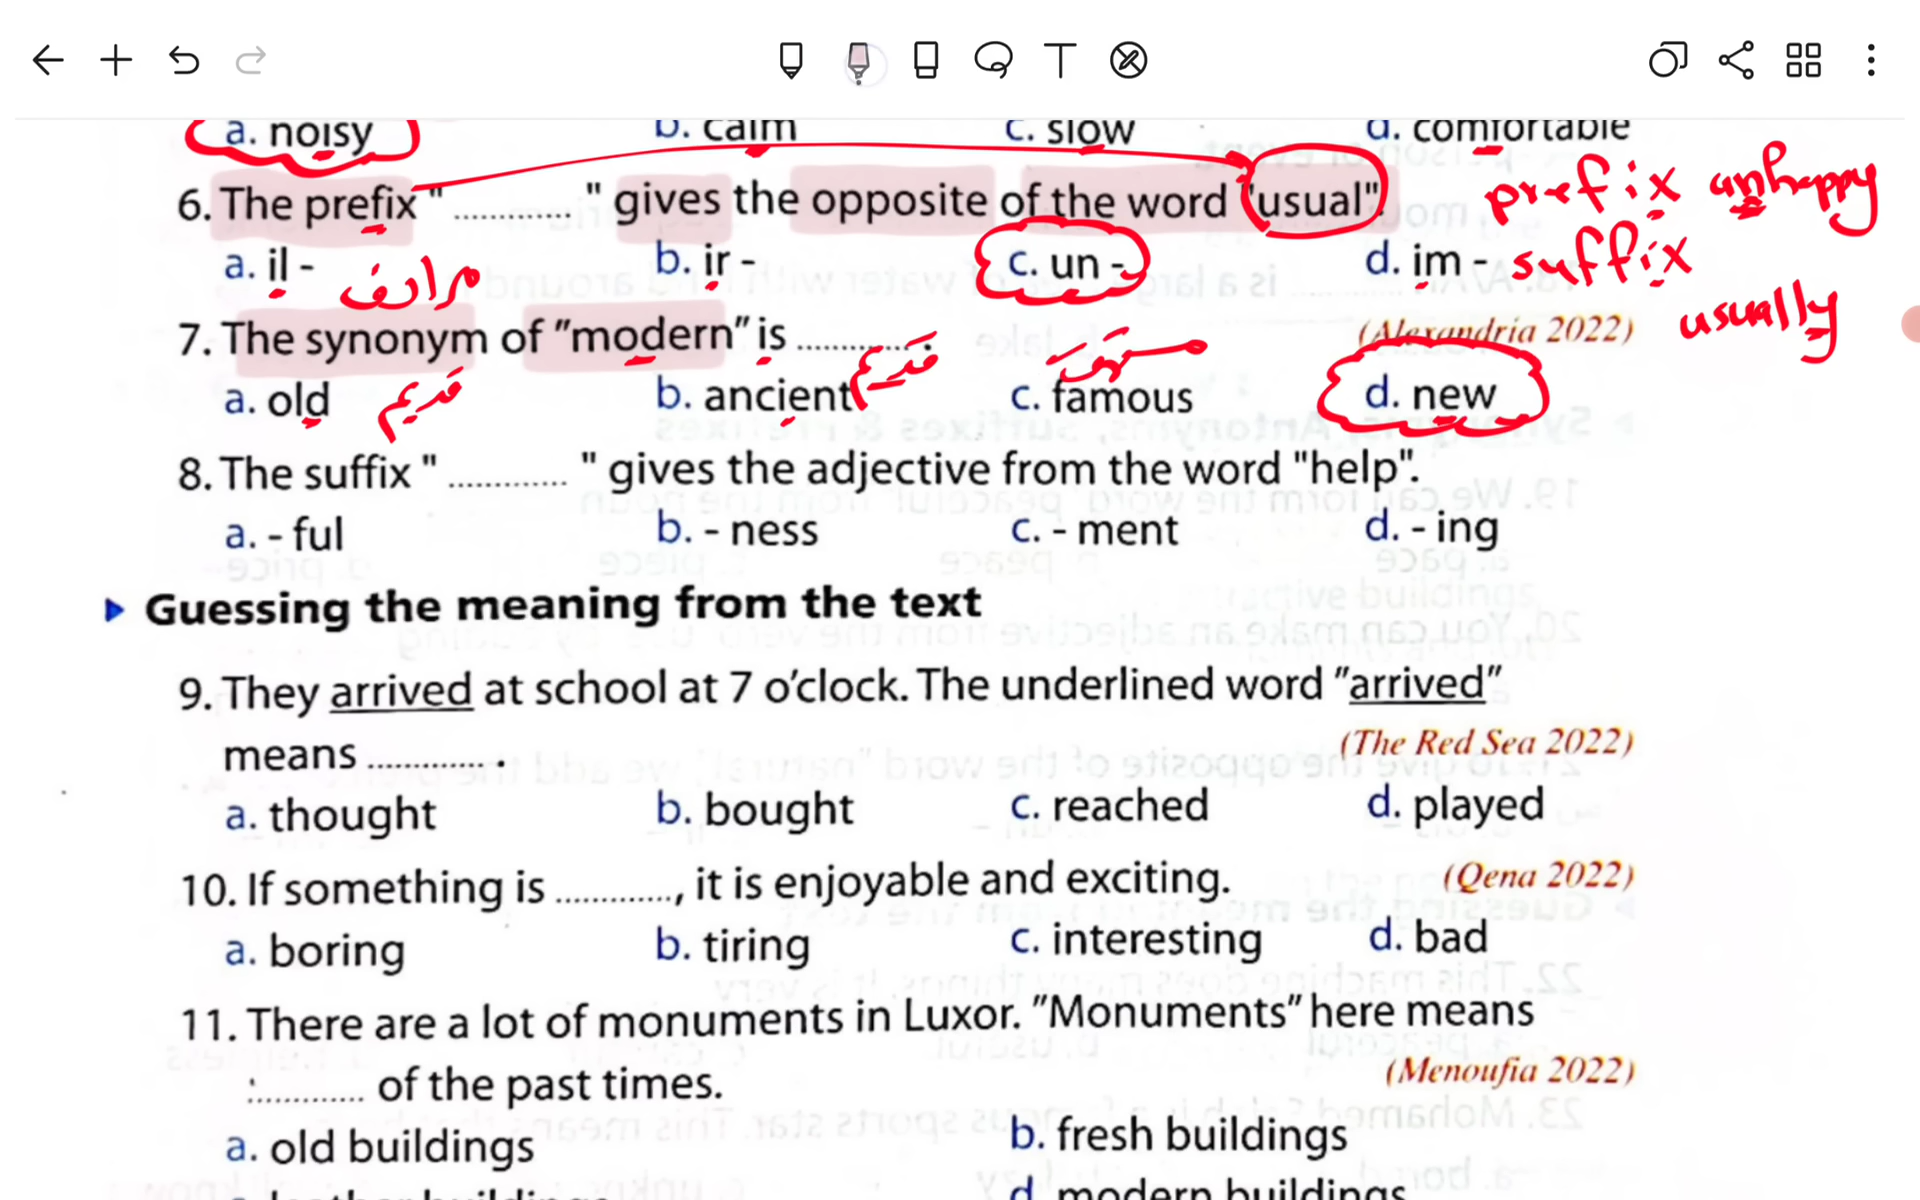 a. noisy b. calm c. slow d. comfortable
6. The prefix " ............ " gives the opposite of the word "usual".
prefix unhappy
a. il - b. ir - c. un - d. im -
مرادف
suffix
usually
7. The synonym of "modern" is ............ . (Alexandria 2022)
قديم
a. old b. ancient c. famous d. new
قديم
8. The suffix " ............ " gives the adjective from the word "help".
a. - ful b. - ness c. - ment d. - ing
Guessing the meaning from the text
9. They arrived at school at 7 o'clock. The underlined word "arrived"
means ............ . (The Red Sea 2022)
a. thought b. bought c. reached d. played
10. If something is ............, it is enjoyable and exciting. (Qena 2022)
a. boring b. tiring c. interesting d. bad
11. There are a lot of monuments in Luxor. "Monuments" here means
............ of the past times. (Menoufia 2022)
a. old buildings b. fresh buildings
d. modern buildings